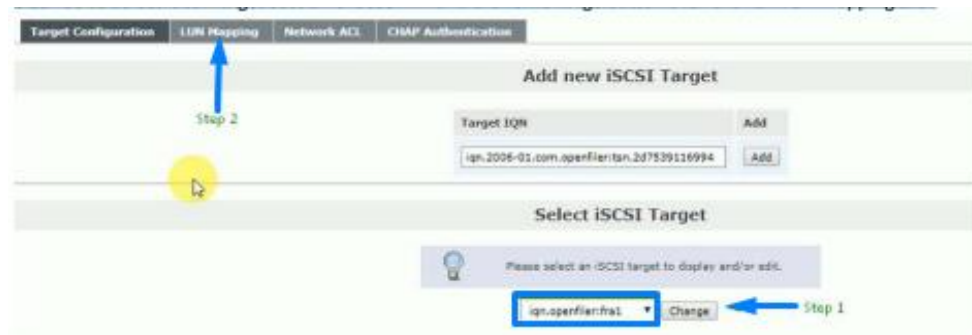 Target Configuration LUN Mapping Network ACL CHAP Authentication
Add new iSCSI Target
Step 2
Target IQN Add
iqn.2006-01.com.openfiler:tsn.2d7539116994 Add
Select iSCSI Target
Please select an iSCSI target to display and/or edit.
iqn.openfiler:fra1 Change Step 1